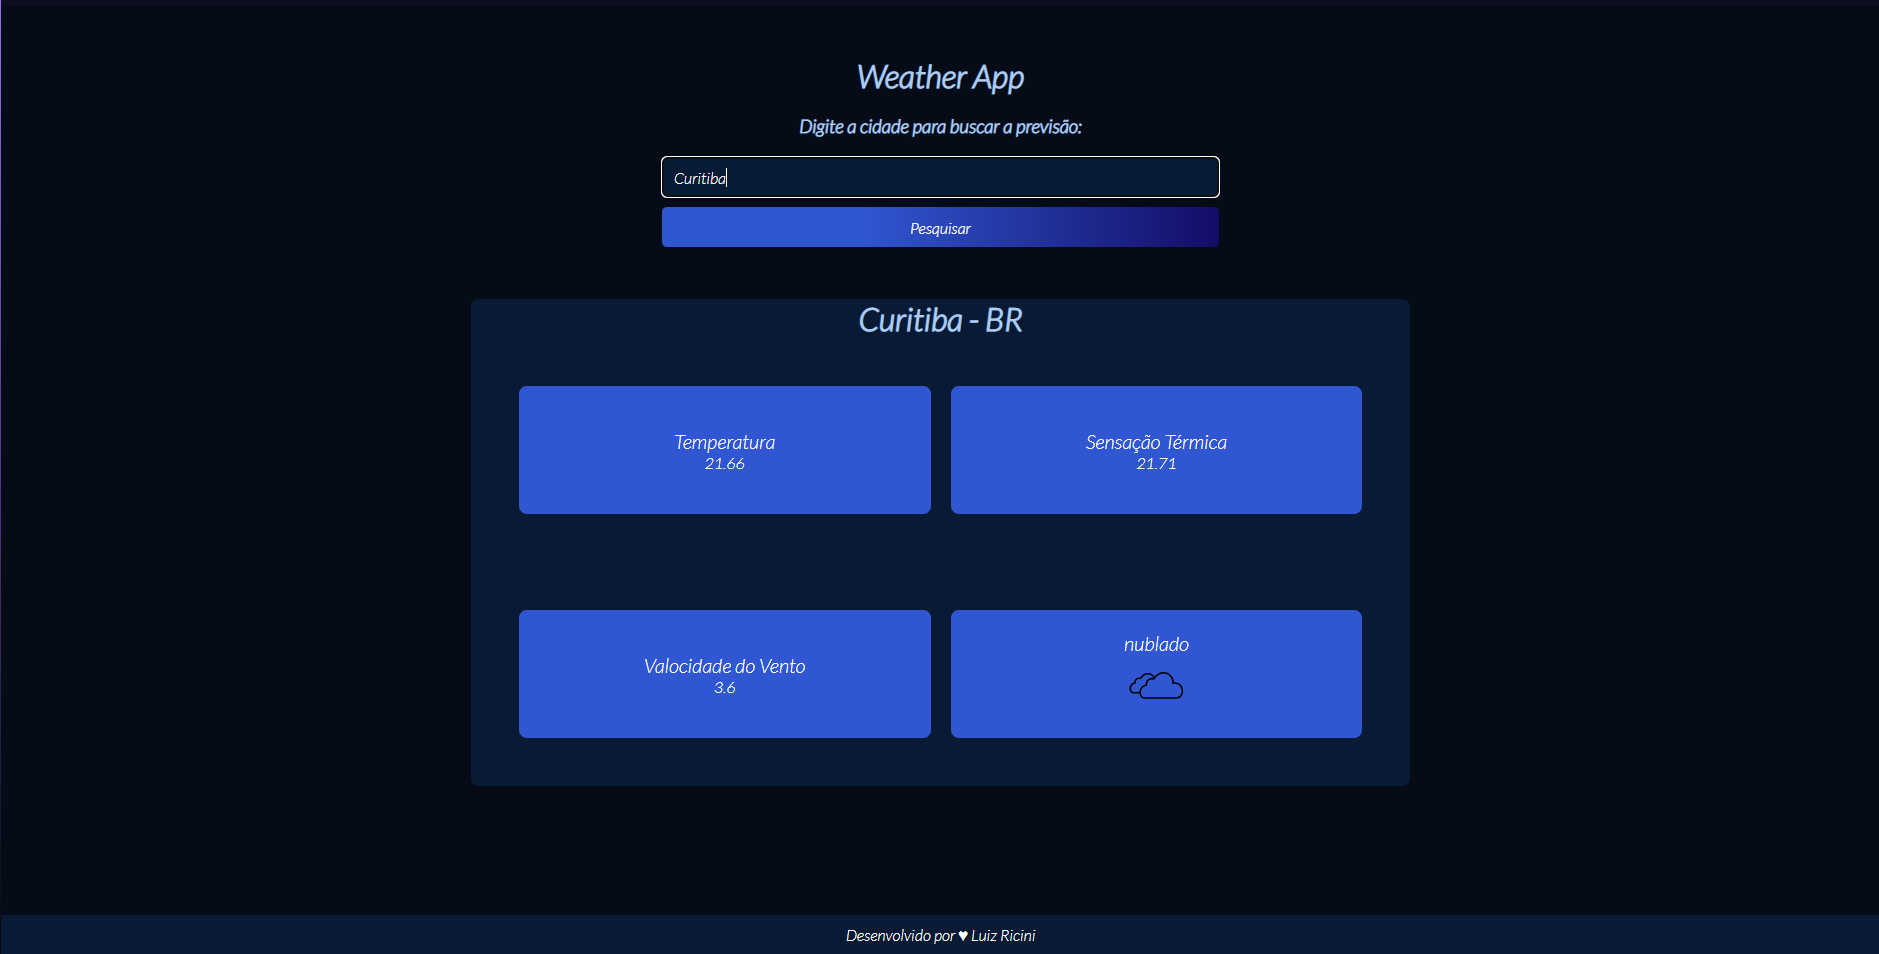 Weather App
Digite a cidade para buscar a previsão:
Curitiba
Pesquisar
Curitiba - BR
Temperatura
21.66
Sensação Térmica
21.71
Valocidade do Vento
3.6
nublado
Desenvolvido por ♥ Luiz Ricini